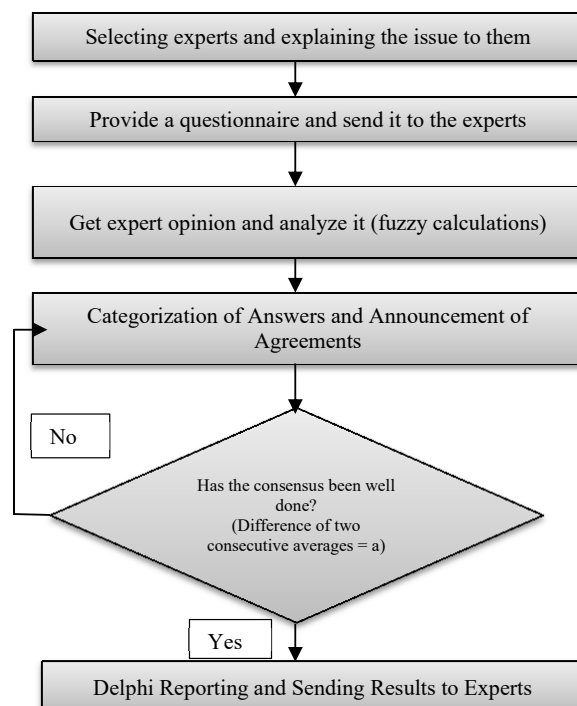 Selecting experts and explaining the issue to them
Provide a questionnaire and send it to the experts
Get expert opinion and analyze it (fuzzy calculations)
Categorization of Answers and Announcement of
Agreements
No
Has the consensus been well
done?
(Difference of two
consecutive averages = a)
Yes
Delphi Reporting and Sending Results to Experts